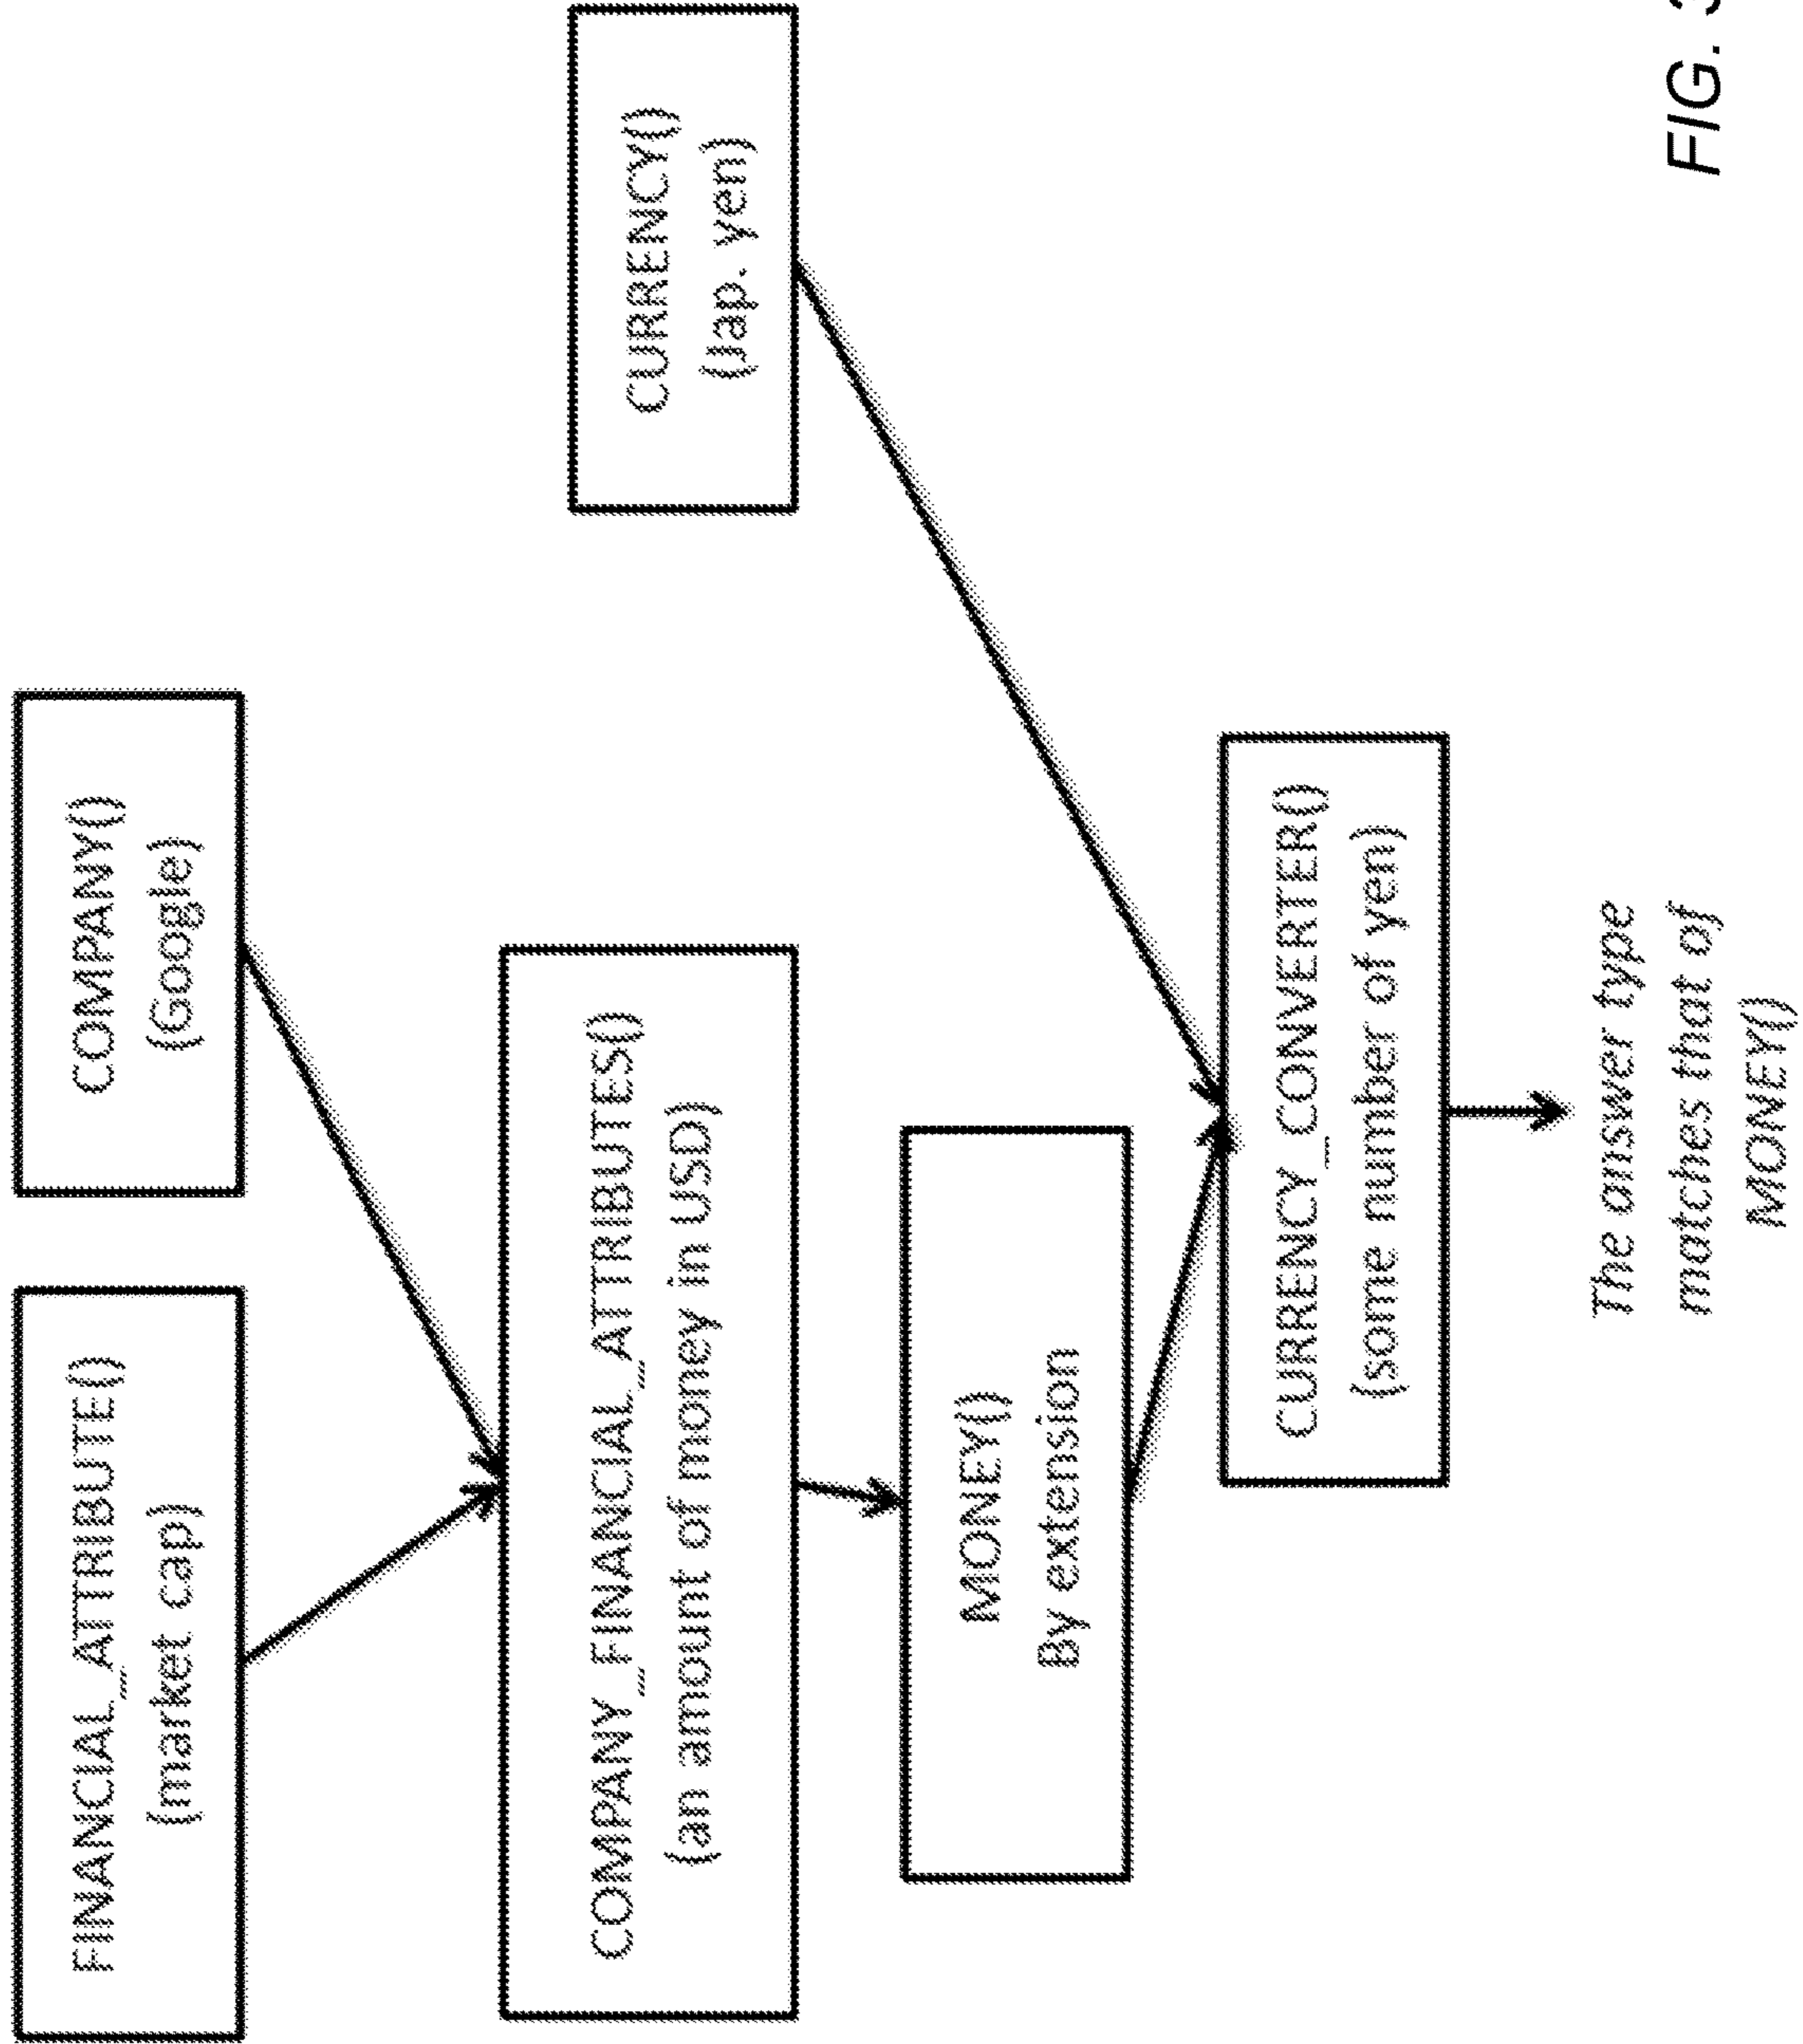 FINANCIAL_ATTRIBUTE()
(market cap)
COMPANY()
(Google)
COMPANY_FINANCIAL_ATTRIBUTES()
(an amount of money in USD)
CURRENCY()
(Jap. yen)
MONEY()
By extension
CURRENCY_CONVERTER()
(some number of yen)
The answer type
matches that of
MONEY()
FIG. 3